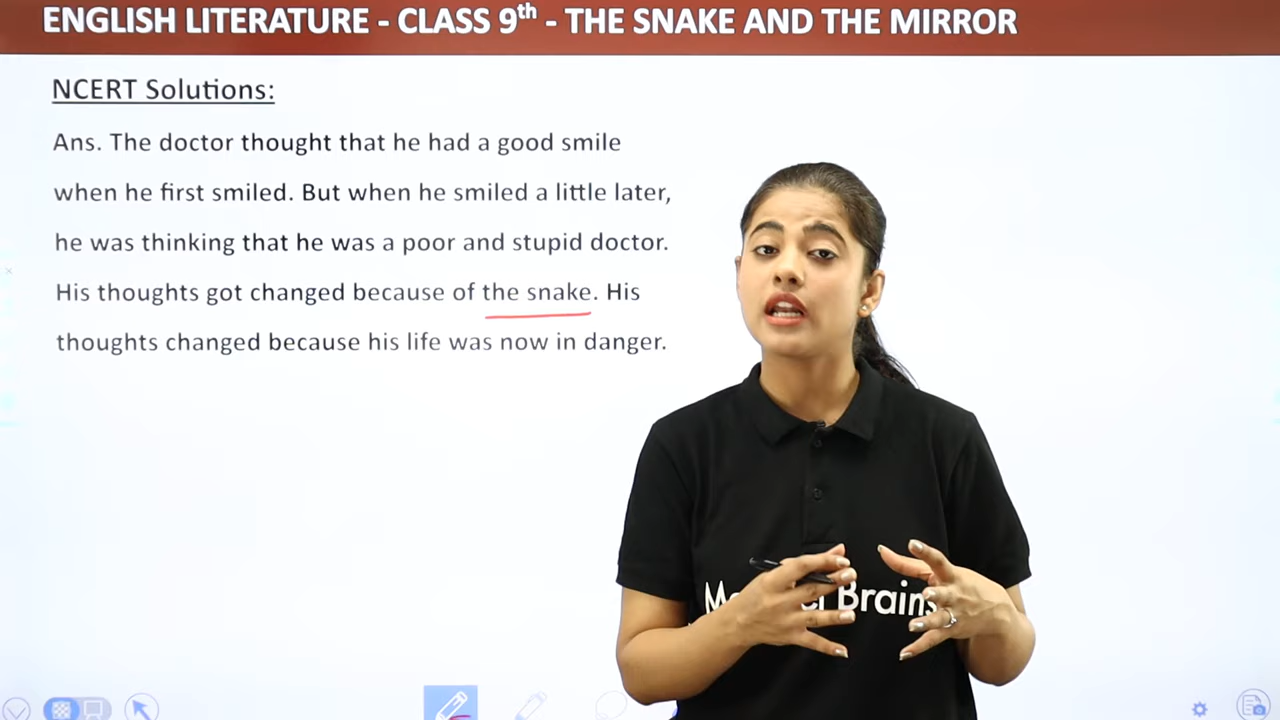 ENGLISH LITERATURE - CLASS 9th - THE SNAKE AND THE MIRROR
NCERT Solutions:
Ans. The doctor thought that he had a good smile
when he first smiled. But when he smiled a little later,
he was thinking that he was a poor and stupid doctor.
His thoughts got changed because of the snake. His
thoughts changed because his life was now in danger.
Brains